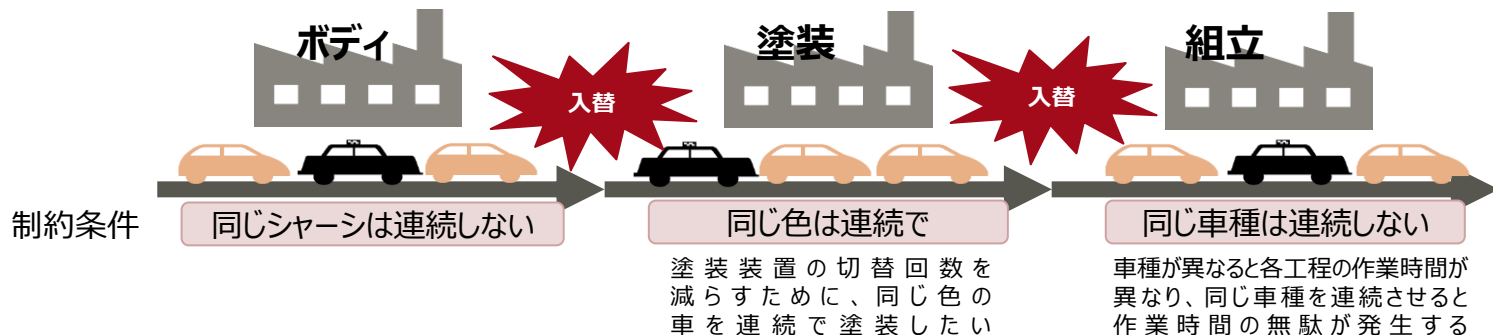 ボディ
塗装
組立
入替
入替
制約条件
同じシャーシは連続しない
同じ色は連続で
同じ車種は連続しない
塗装装置の切替回数を
減らすために、同じ色の
車を連続で塗装したい
車種が異なると各工程の作業時間が
異なり、同じ車種を連続させると
作業時間の無駄が発生する